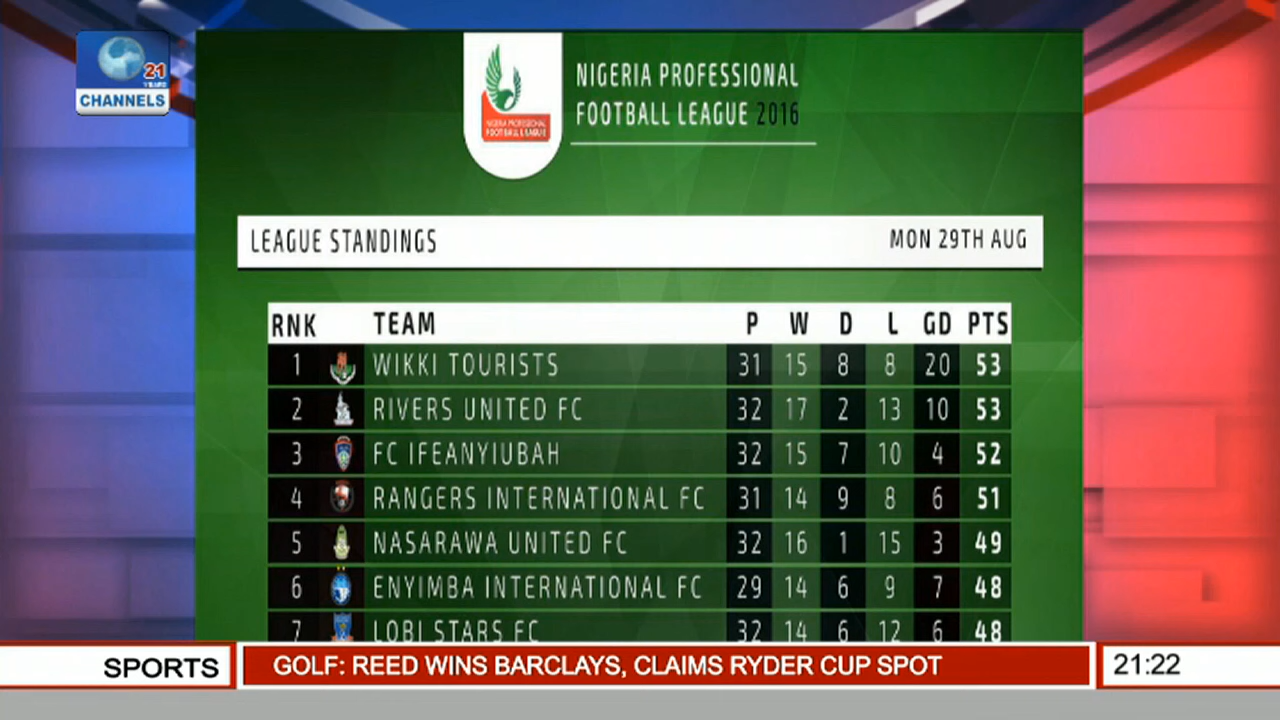 21
YEARS
CHANNELS
NIGERIA PROFESSIONAL
FOOTBALL LEAGUE 2016
NIGERIA PROFESSIONAL
FOOTBALL LEAGUE
LEAGUE STANDINGS MON 29TH AUG
RNK TEAM P W D L GD PTS
1 WIKKI TOURISTS 31 15 8 8 20 53
2 RIVERS UNITED FC 32 17 2 13 10 53
3 FC IFEANYIUBAH 32 15 7 10 4 52
4 RANGERS INTERNATIONAL FC 31 14 9 8 6 51
5 NASARAWA UNITED FC 32 16 1 15 3 49
6 ENYIMBA INTERNATIONAL FC 29 14 6 9 7 48
7 LOBI STARS FC 32 14 6 12 6 48
SPORTS GOLF: REED WINS BARCLAYS, CLAIMS RYDER CUP SPOT 21:22